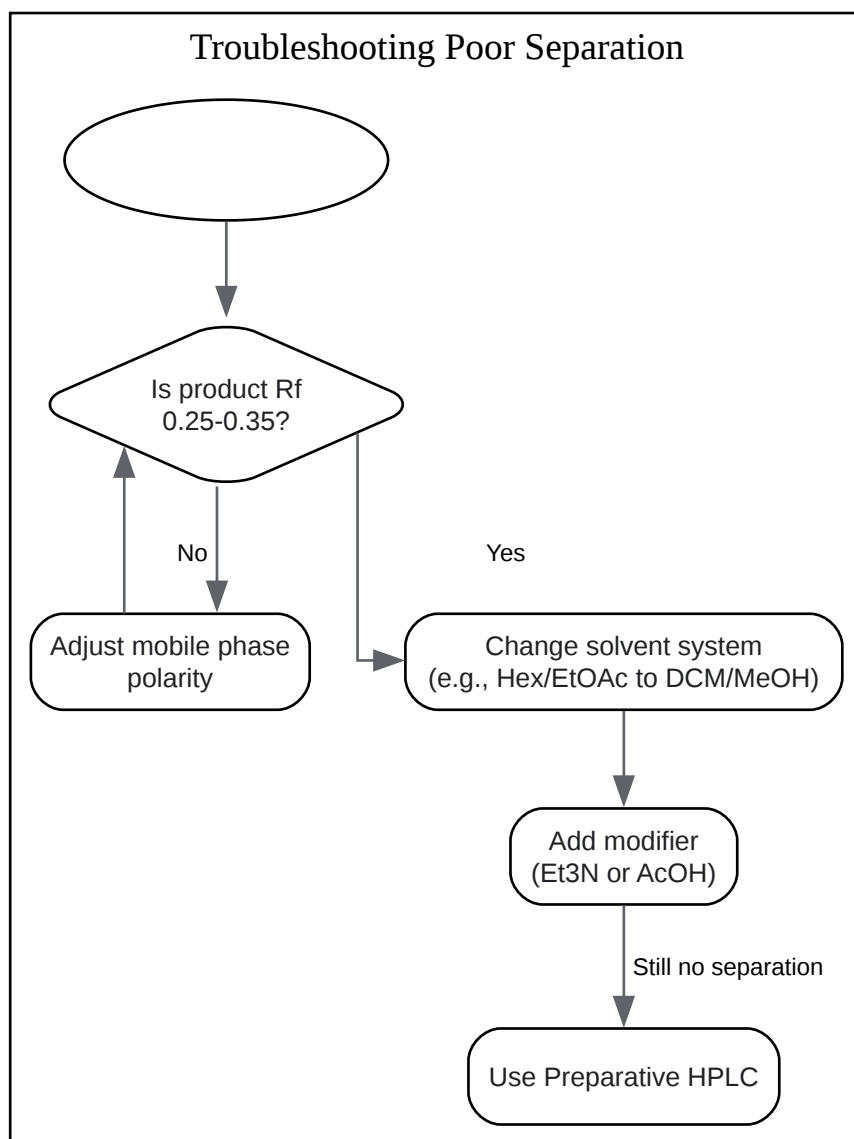 Troubleshooting Poor Separation
Is product Rf
0.25-0.35?
No
Yes
Adjust mobile phase
polarity
Change solvent system
(e.g., Hex/EtOAc to DCM/MeOH)
Add modifier
(Et3N or AcOH)
Still no separation
Use Preparative HPLC